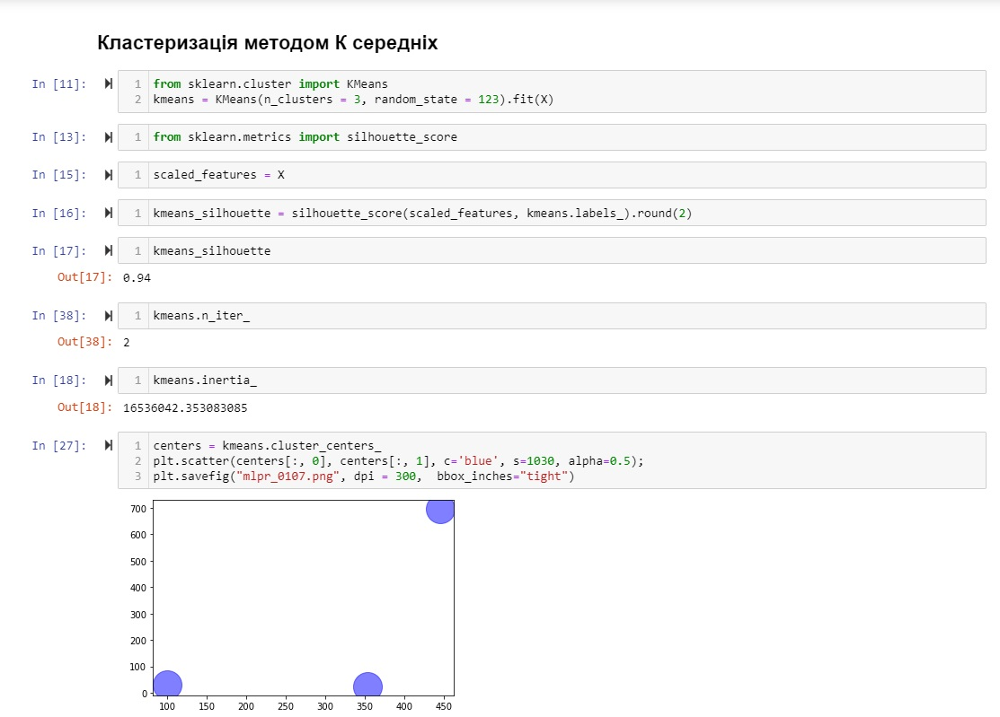 Кластеризація методом К середніх
In [11]: 1 from sklearn.cluster import KMeans
2 kmeans = KMeans(n_clusters = 3, random_state = 123).fit(X)
In [13]: 1 from sklearn.metrics import silhouette_score
In [15]: 1 scaled_features = X
In [16]: 1 kmeans_silhouette = silhouette_score(scaled_features, kmeans.labels_).round(2)
In [17]: 1 kmeans_silhouette
Out[17]: 0.94
In [38]: 1 kmeans.n_iter_
Out[38]: 2
In [18]: 1 kmeans.inertia_
Out[18]: 16536042.353083085
In [27]: 1 centers = kmeans.cluster_centers_
2 plt.scatter(centers[:, 0], centers[:, 1], c='blue', s=1030, alpha=0.5);
3 plt.savefig("mlpr_0107.png", dpi = 300,  bbox_inches="tight")
700
600
500
400
300
200
100
0
100 150 200 250 300 350 400 450